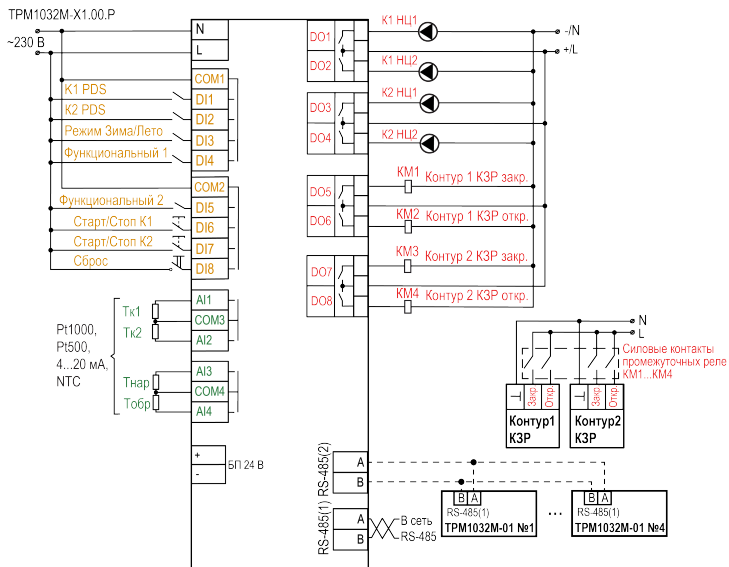 ТРМ1032М-Х1.00.Р
~230 В
N
L
COM1
K1 PDS
DI1
K2 PDS
DI2
Режим Зима/Лето
DI3
Функциональный 1
DI4
COM2
Функциональный 2
DI5
Старт/Стоп К1
DI6
Старт/Стоп К2
DI7
Сброс
DI8
Pt1000,
Pt500,
4...20 мА,
NTC
Тк1
AI1
COM3
Тк2
AI2
Тнар
AI3
COM4
Тобр
AI4
+
-
БП 24 В
DO1
К1 НЦ1
-/N
+/L
DO2
К1 НЦ2
DO3
К2 НЦ1
DO4
К2 НЦ2
DO5
КМ1
Контур 1 КЗР закр.
DO6
КМ2
Контур 1 КЗР откр.
DO7
КМ3
Контур 2 КЗР закр.
DO8
КМ4
Контур 2 КЗР откр.
N
L
Силовые контакты
промежуточных реле
КМ1...КМ4
Закр.
Откр.
Контур1
КЗР
Закр.
Откр.
Контур2
КЗР
RS-485(2)
A
B
RS-485(1)
A
B
В сеть
RS-485
B
A
RS-485(1)
ТРМ1032М-01 №1
...
B
A
RS-485(1)
ТРМ1032М-01 №4